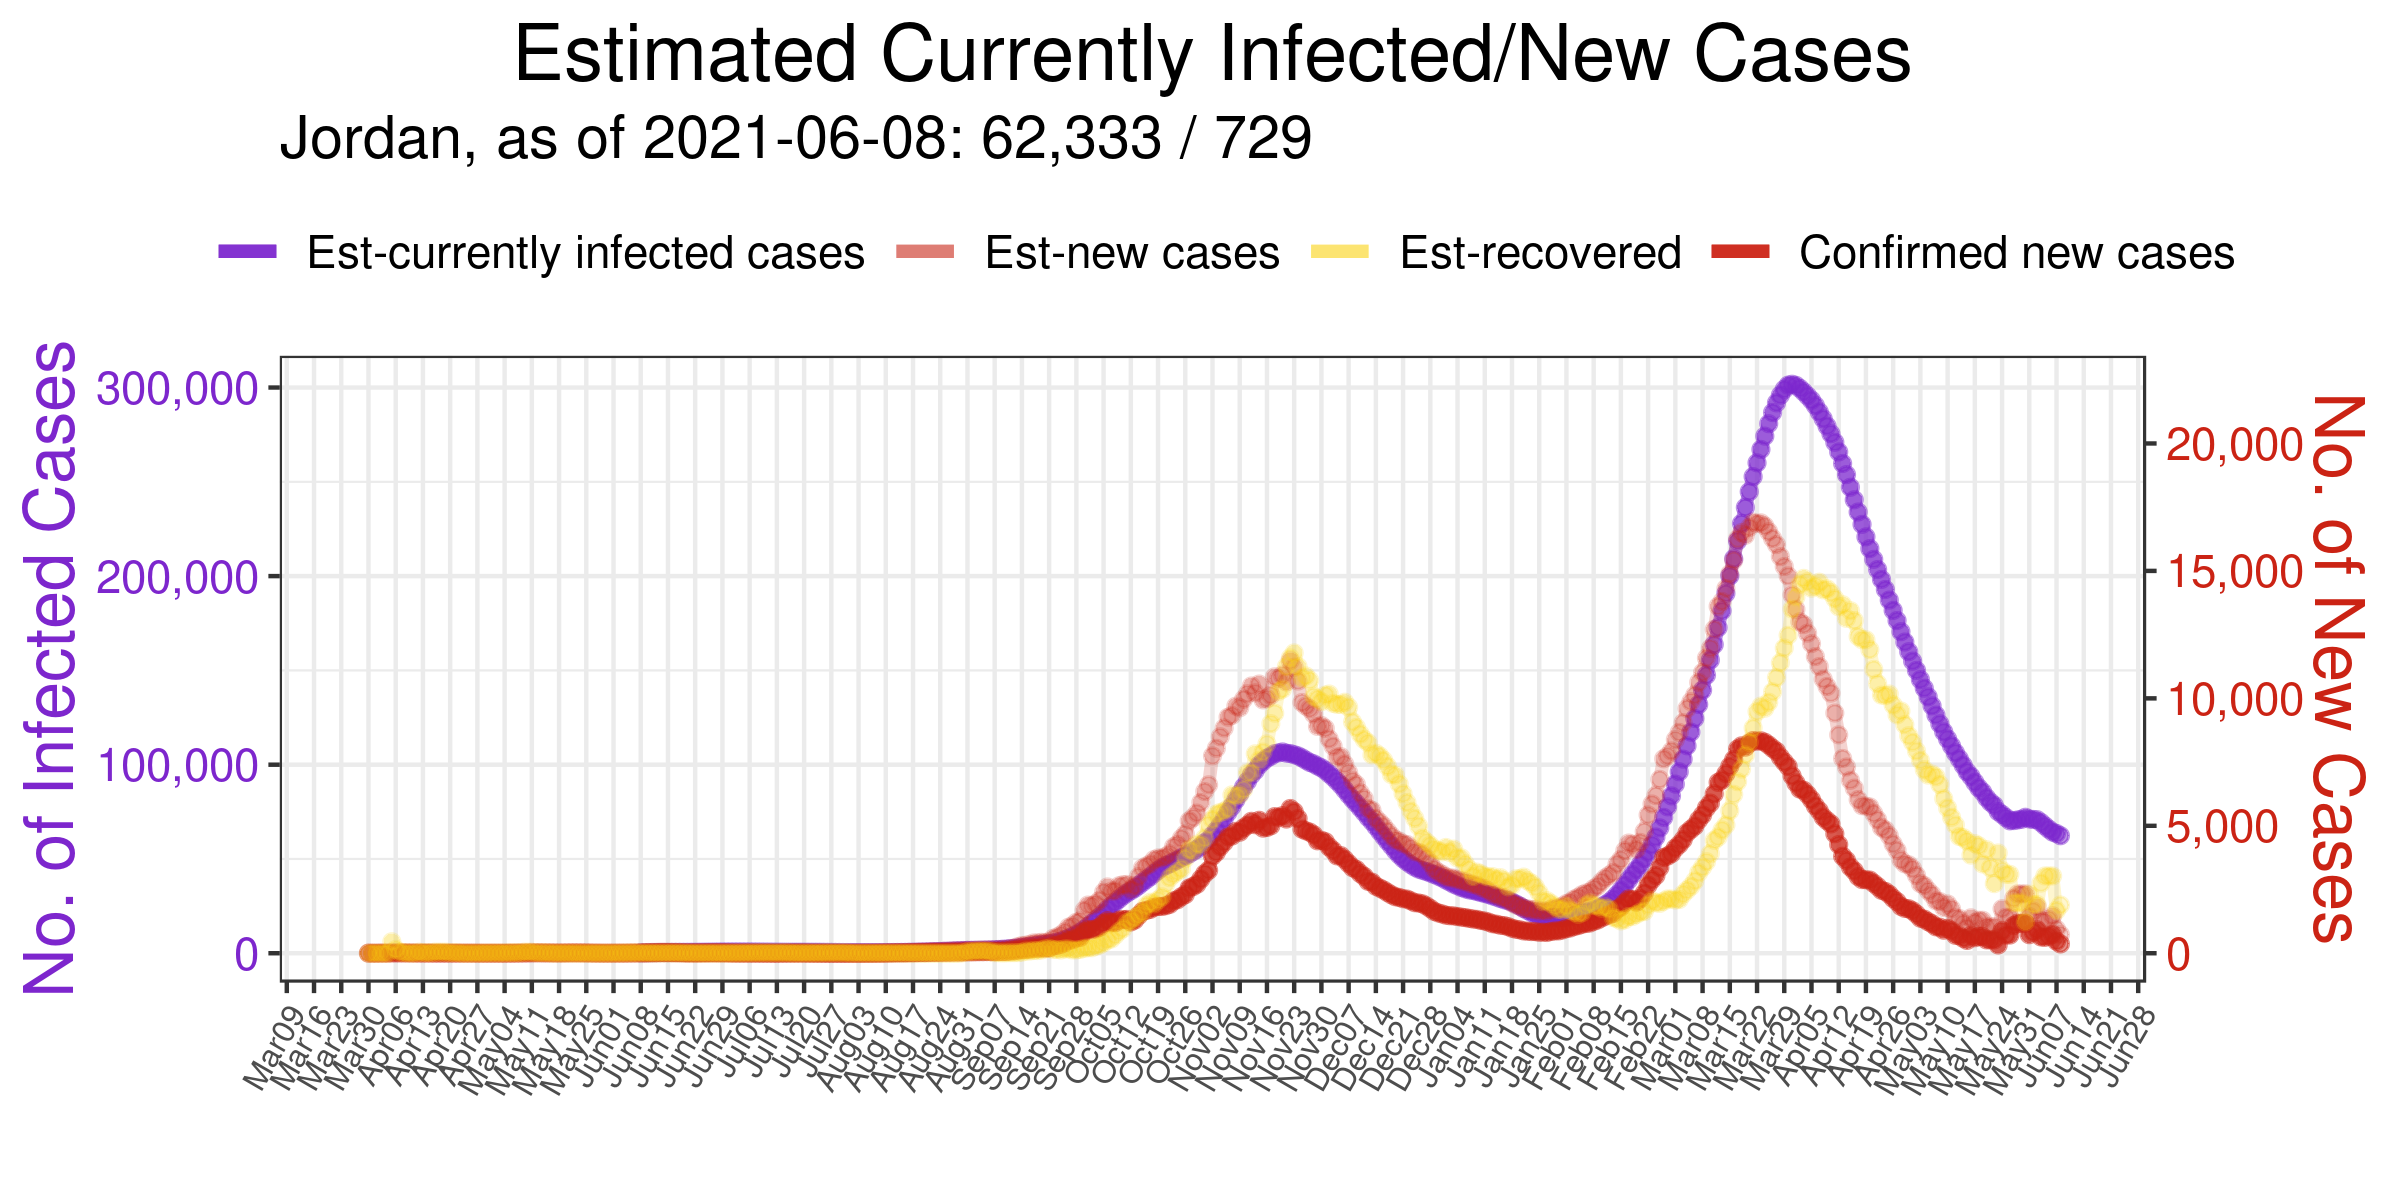 Estimated Currently Infected/New Cases
Jordan, as of 2021-06-08: 62,333 / 729
Est-currently infected cases
Est-new cases
Est-recovered
Confirmed new cases
No. of Infected Cases
300,000
200,000
100,000
0
20,000
15,000
10,000
5,000
0
No. of New Cases
Mar09
Mar16
Mar23
Mar30
Apr06
Apr13
Apr20
Apr27
May04
May11
May18
May25
Jun01
Jun08
Jun15
Jun22
Jun29
Jul06
Jul13
Jul20
Jul27
Aug03
Aug10
Aug17
Aug24
Aug31
Sep07
Sep14
Sep21
Sep28
Oct05
Oct12
Oct19
Oct26
Nov02
Nov09
Nov16
Nov23
Nov30
Dec07
Dec14
Dec21
Dec28
Jan04
Jan11
Jan18
Jan25
Feb01
Feb08
Feb15
Feb22
Mar01
Mar08
Mar15
Mar22
Mar29
Apr05
Apr12
Apr19
Apr26
May03
May10
May17
May24
May31
Jun07
Jun14
Jun21
Jun28